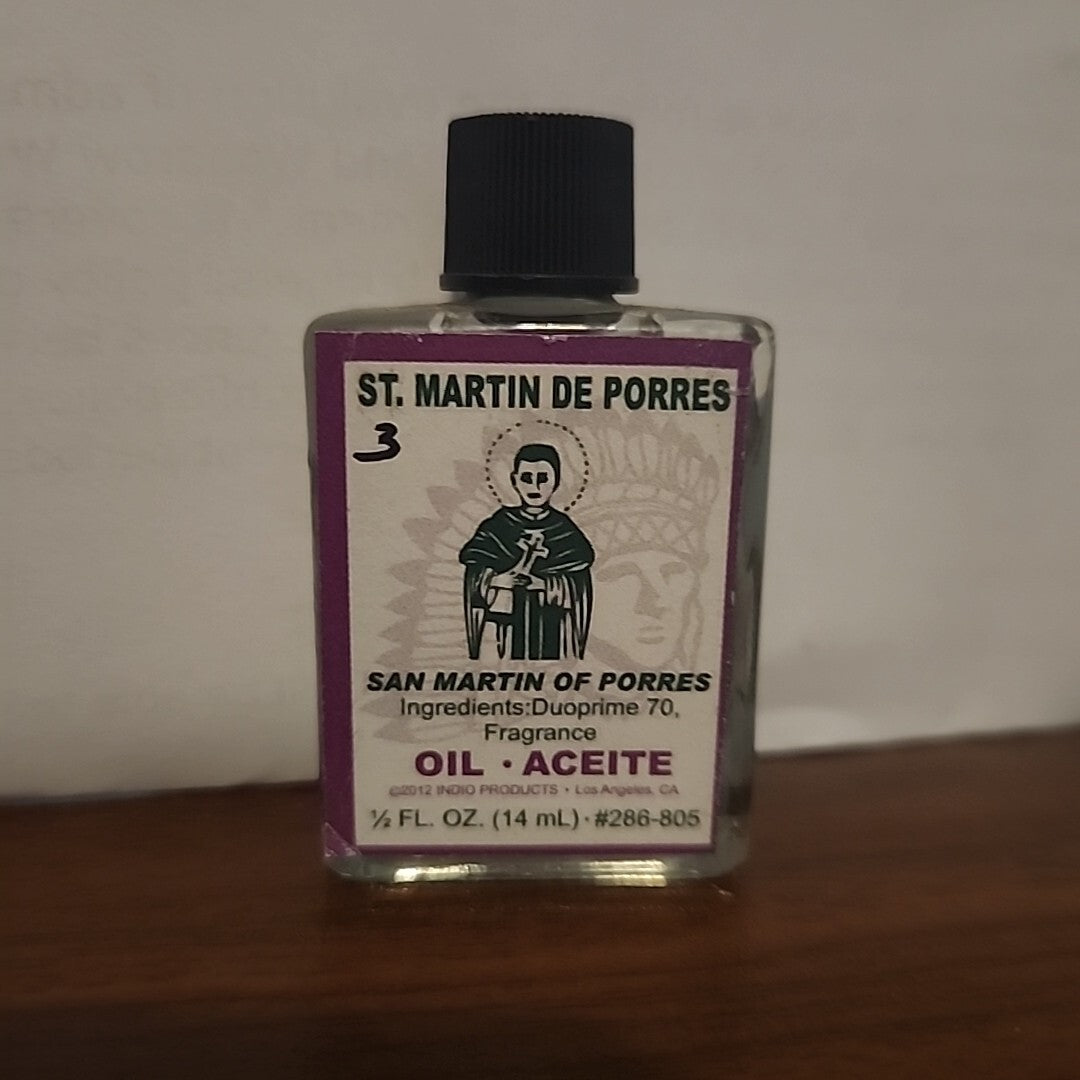 ST. MARTIN DE PORRES
3
SAN MARTIN OF PORRES
Ingredients:Duoprime 70,
Fragrance
OIL · ACEITE
©2012 INDIO PRODUCTS • Los Angeles, CA
½ FL. OZ. (14 mL) · #286-805